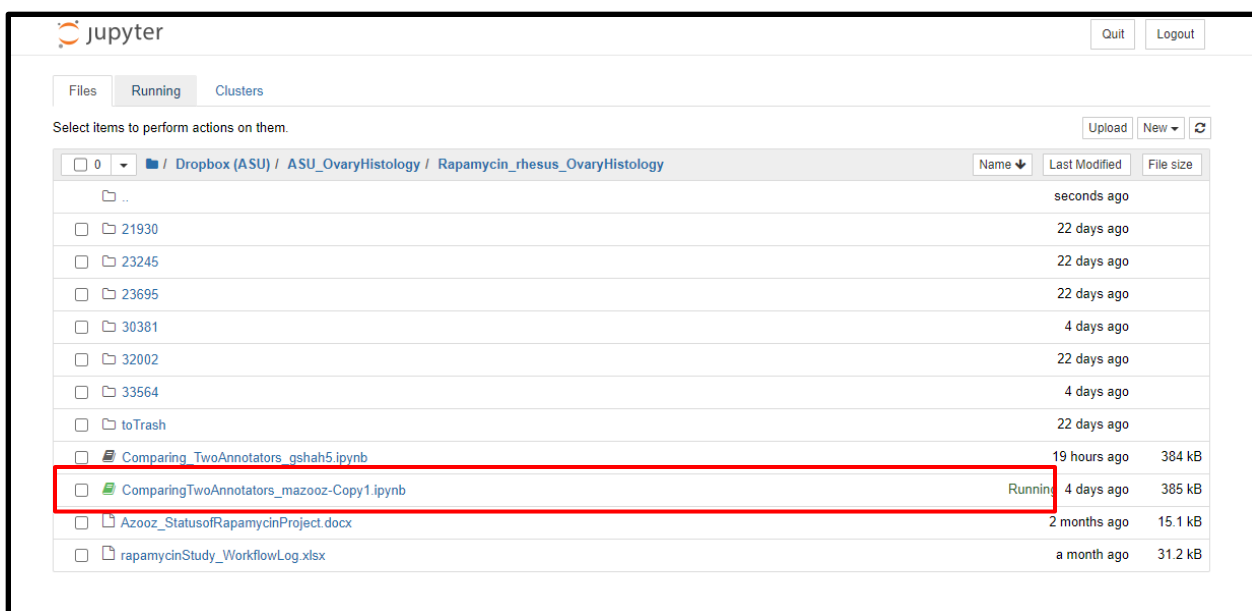 jupyter Quit Logout
Files Running Clusters
Select items to perform actions on them. Upload New
0 / Dropbox (ASU) / ASU_OvaryHistology / Rapamycin_rhesus_OvaryHistology Name Last Modified File size
.. seconds ago
21930 22 days ago
23245 22 days ago
23695 22 days ago
30381 4 days ago
32002 22 days ago
33564 4 days ago
toTrash 22 days ago
Comparing_TwoAnnotators_gshah5.ipynb 19 hours ago 384 kB
ComparingTwoAnnotators_mazooz-Copy1.ipynb Running 4 days ago 385 kB
Azooz_StatusofRapamycinProject.docx 2 months ago 15.1 kB
rapamycinStudy_WorkflowLog.xlsx a month ago 31.2 kB